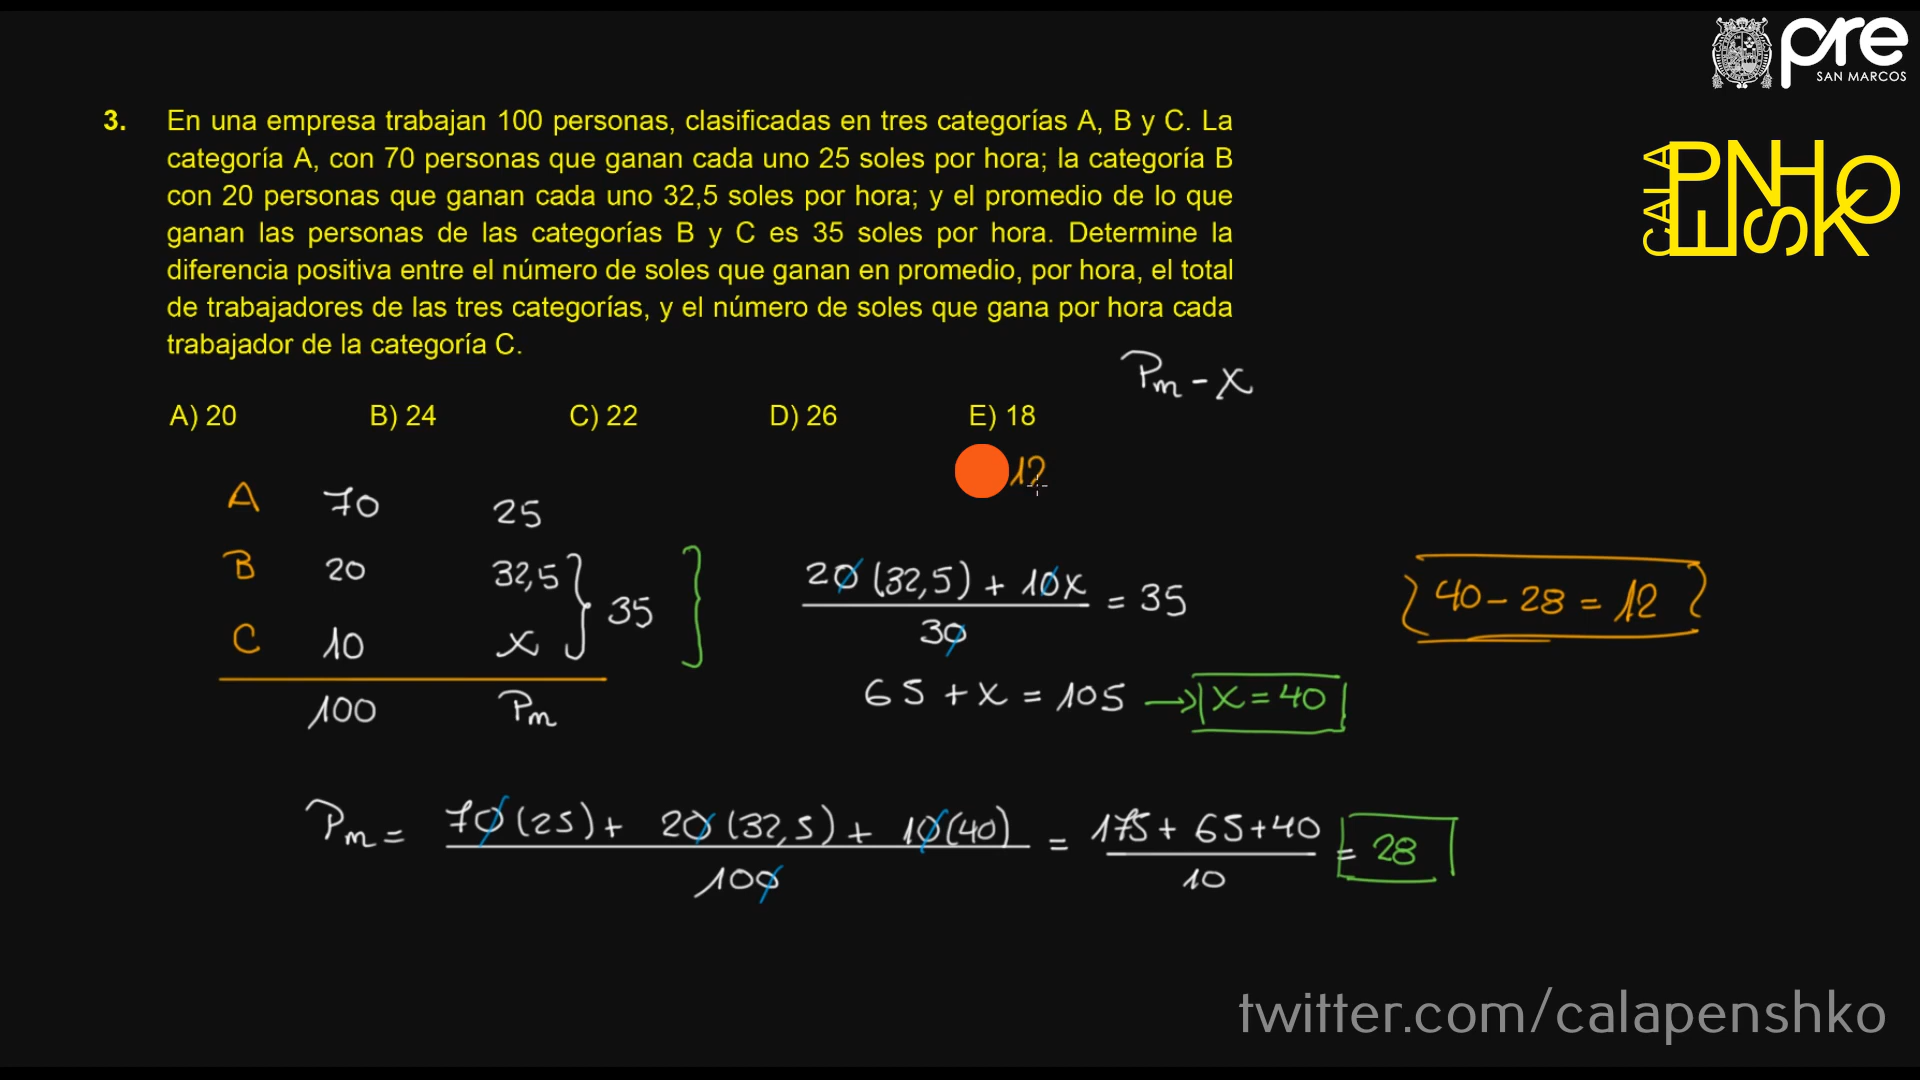 pre
SAN MARCOS
CALA
PENSHKO
3. En una empresa trabajan 100 personas, clasificadas en tres categorías A, B y C. La
categoría A, con 70 personas que ganan cada uno 25 soles por hora; la categoría B
con 20 personas que ganan cada uno 32,5 soles por hora; y el promedio de lo que
ganan las personas de las categorías B y C es 35 soles por hora. Determine la
diferencia positiva entre el número de soles que ganan en promedio, por hora, el total
de trabajadores de las tres categorías, y el número de soles que gana por hora cada
trabajador de la categoría C.
Pm - x
A) 20 B) 24 C) 22 D) 26 E) 18
12
A 70 25
B 20 32,5
C 10 x
35
100 Pm
20(32,5) + 10x = 35
30
65 + x = 105 → x = 40
40 - 28 = 12
Pm = 70(25) + 20(32,5) + 10(40) = 175 + 65 + 40 = 28
100 10
twitter.com/calapenshko